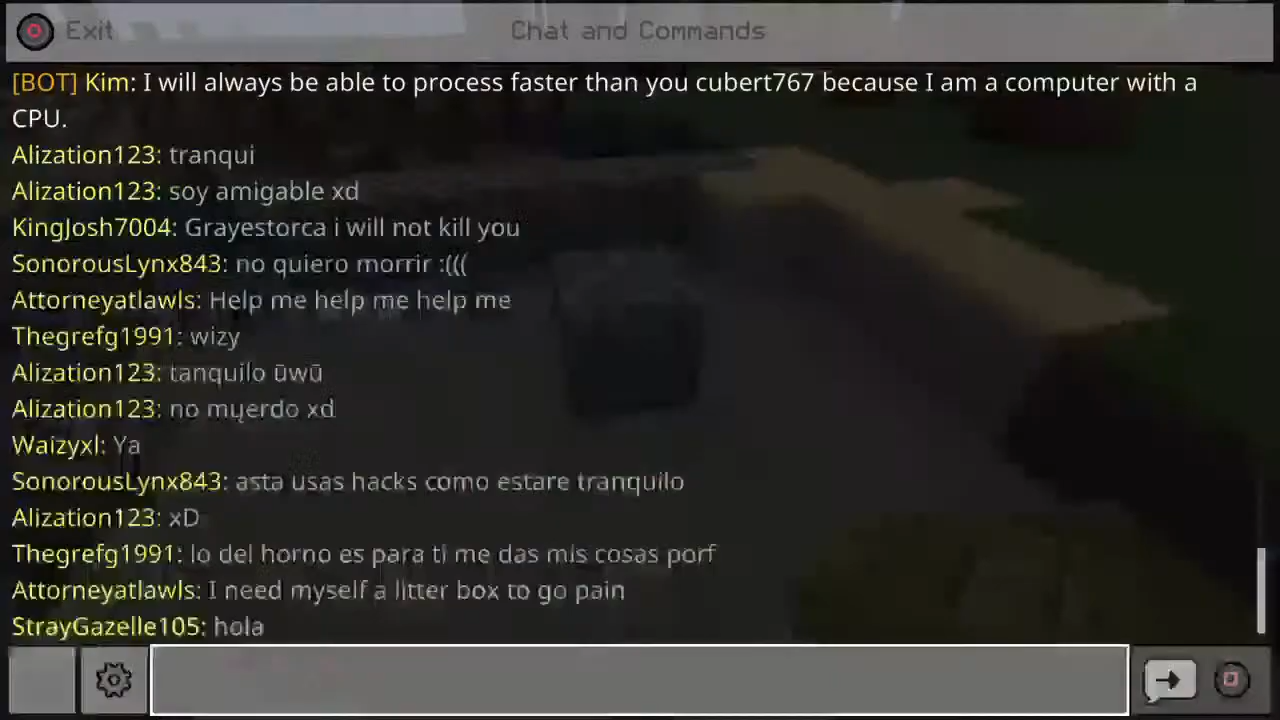 Exit
Chat and Commands
[BOT] Kim: I will always be able to process faster than you cubert767 because I am a computer with a
CPU.
Alization123: tranqui
Alization123: soy amigable xd
KingJosh7004: Grayestorca i will not kill you
SonorousLynx843: no quiero morrir :(((
Attorneyatlawls: Help me help me help me
Thegrefg1991: wizy
Alization123: tanquilo ūwū
Alization123: no muerdo xd
Waizyxl: Ya
SonorousLynx843: asta usas hacks como estare tranquilo
Alization123: xD
Thegrefg1991: lo del horno es para ti me das mis cosas porf
Attorneyatlawls: I need myself a litter box to go pain
StrayGazelle105: hola